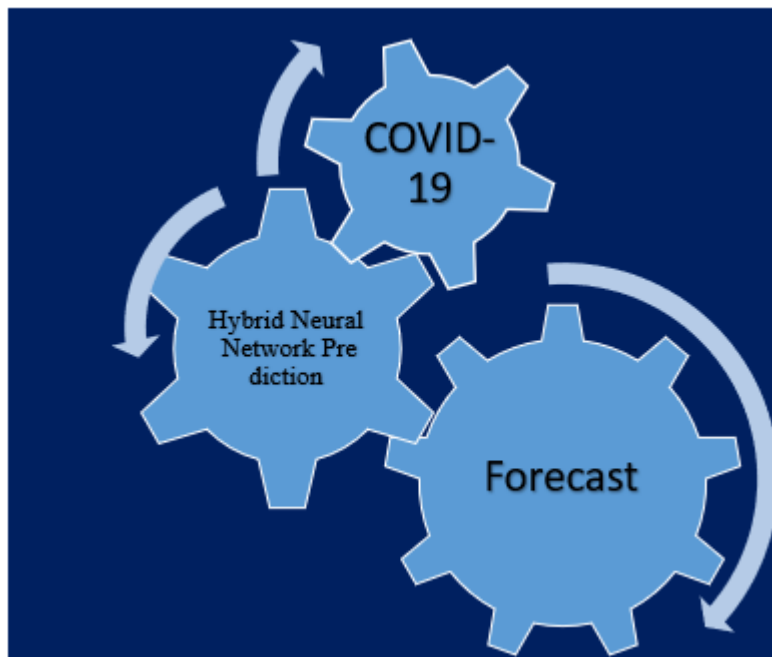 COVID-
19
Hybrid Neural
Network Pre
diction
Forecast